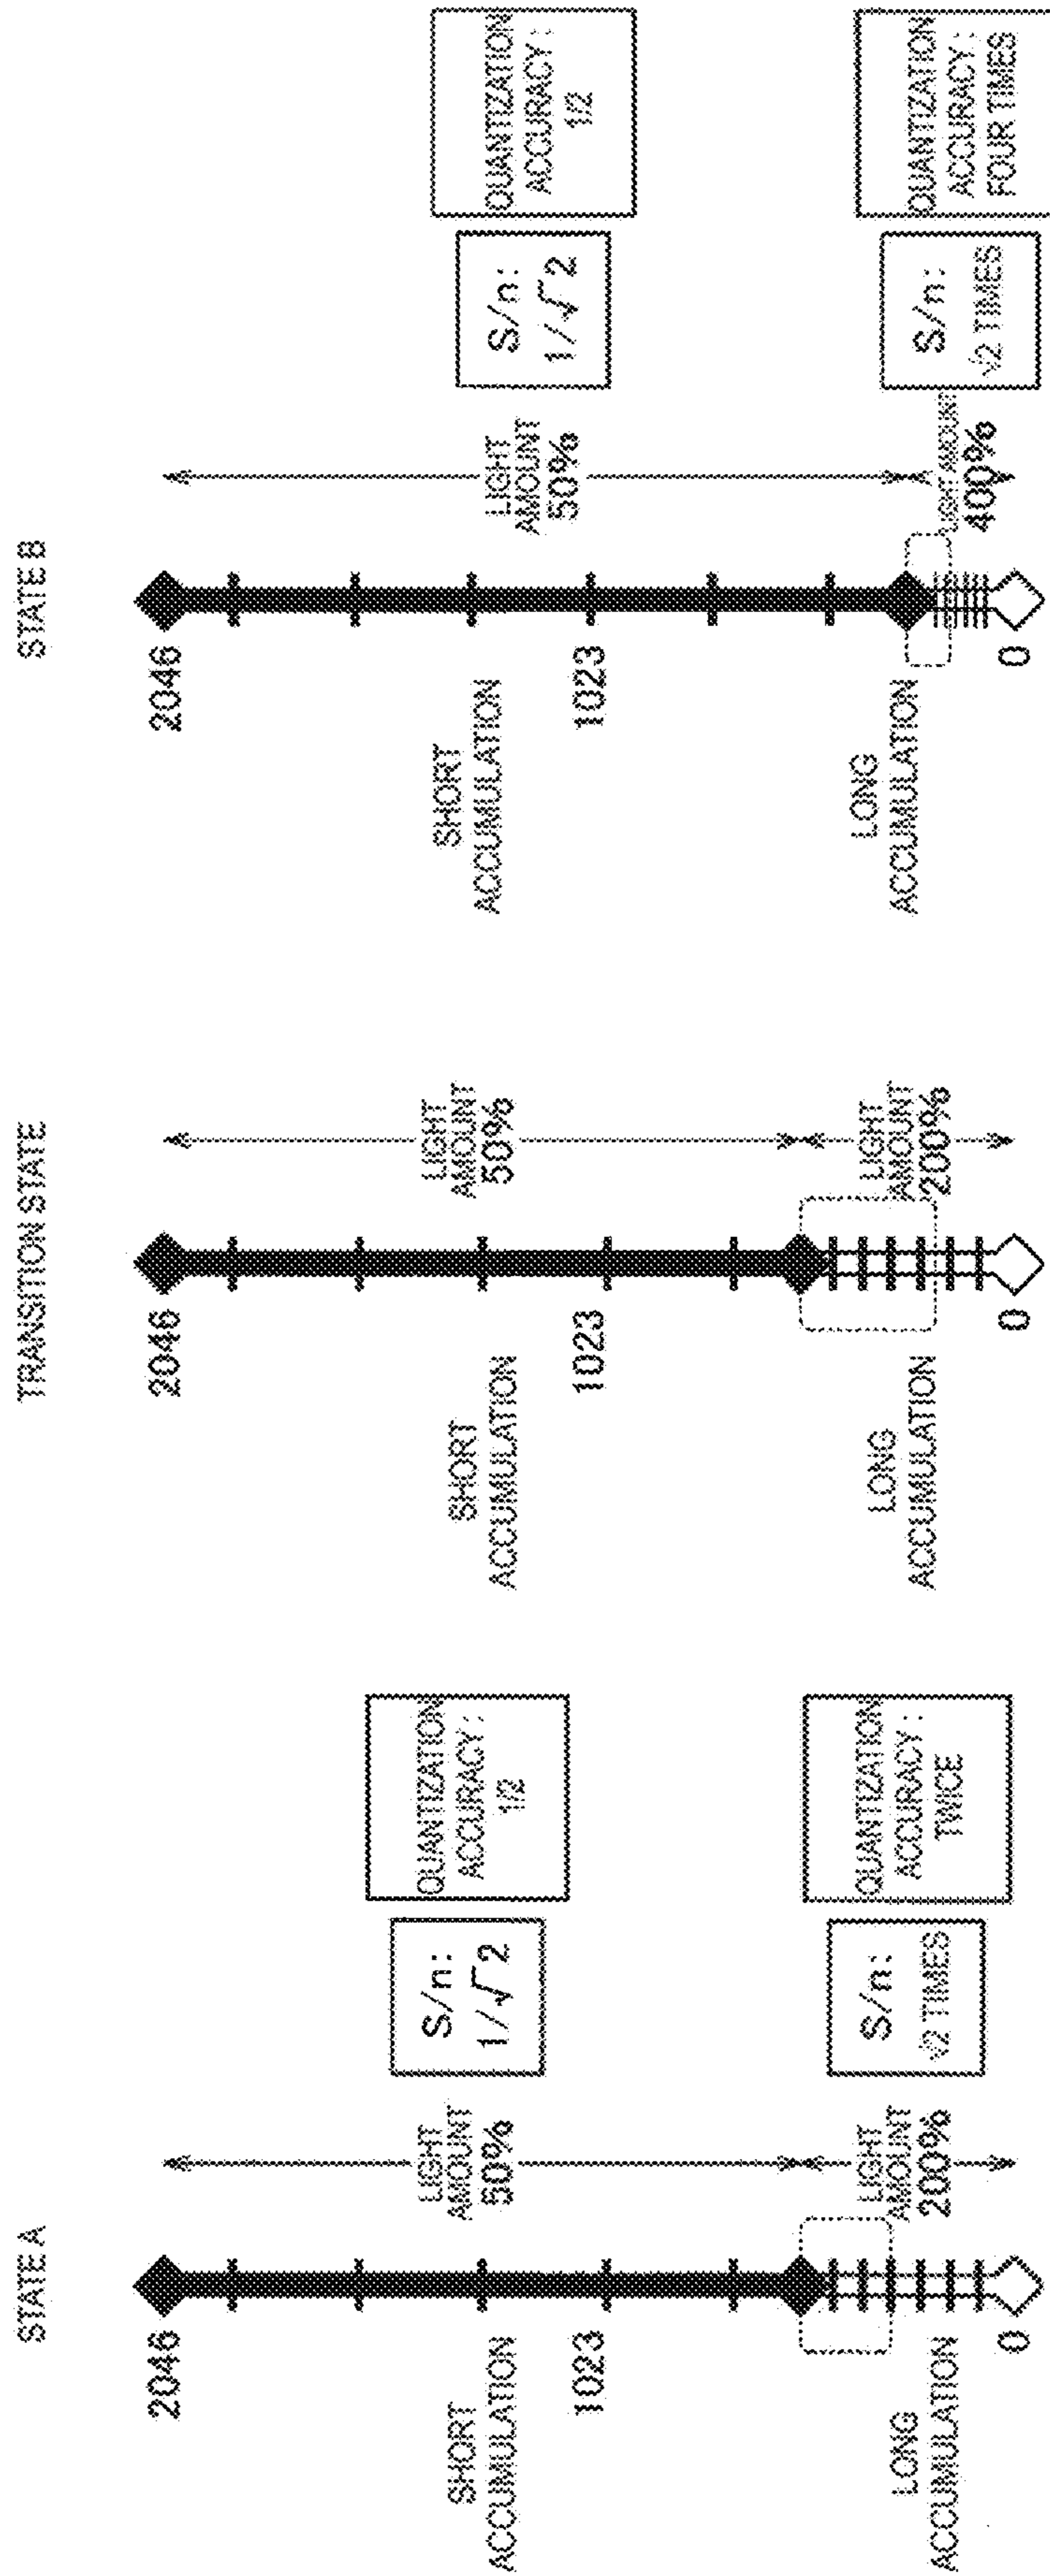 STATE A
2046
SHORT
ACCUMULATION
1023
LONG
ACCUMULATION
0
LIGHT
AMOUNT
50%
LIGHT
AMOUNT
200%
S/n:
1/√2
QUANTIZATION
ACCURACY:
1/2
S/n:
√2 TIMES
QUANTIZATION
ACCURACY:
TWICE
TRANSITION STATE
2046
SHORT
ACCUMULATION
1023
LONG
ACCUMULATION
0
LIGHT
AMOUNT
50%
LIGHT
AMOUNT
200%
STATE B
2046
SHORT
ACCUMULATION
1023
LONG
ACCUMULATION
0
LIGHT
AMOUNT
50%
LIGHT AMOUNT
400%
S/n:
1/√2
QUANTIZATION
ACCURACY:
1/2
S/n:
√2 TIMES
QUANTIZATION
ACCURACY:
FOUR TIMES